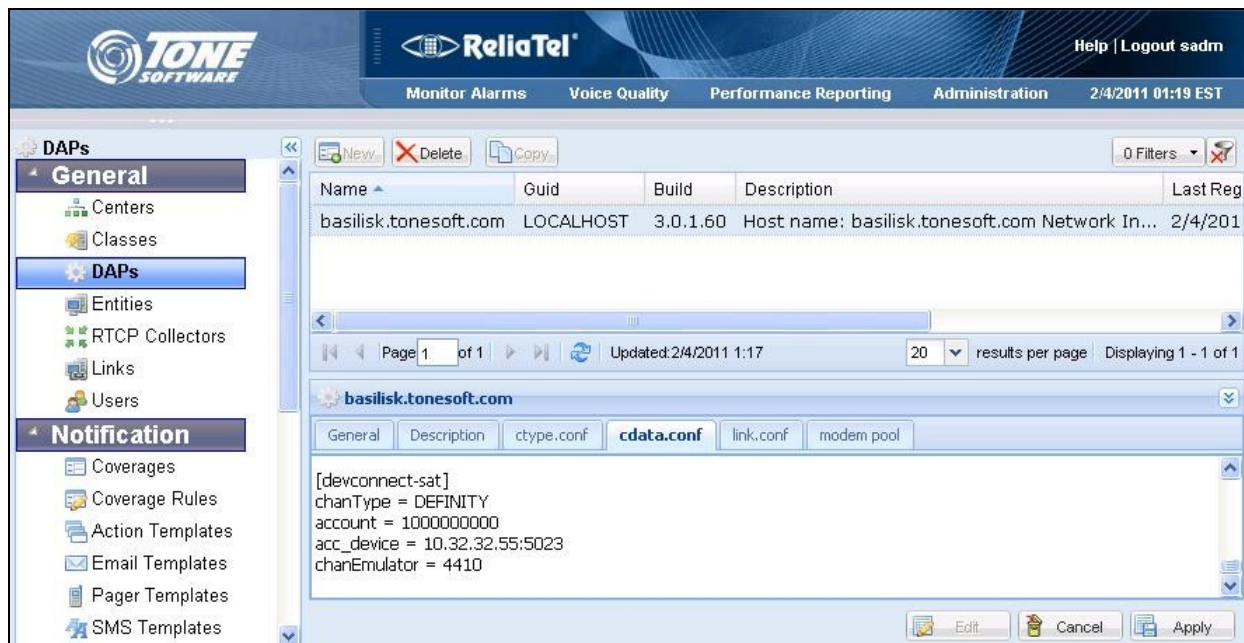 TONE SOFTWARE
ReliaTel
Help | Logout sadm
Monitor Alarms Voice Quality Performance Reporting Administration 2/4/2011 01:19 EST
DAPs
General
Centers
Classes
DAPs
Entities
RTCP Collectors
Links
Users
Notification
Coverages
Coverage Rules
Action Templates
Email Templates
Pager Templates
SMS Templates
New Delete Copy 0 Filters
Name Guid Build Description Last Reg
basilisk.tonesoft.com LOCALHOST 3.0.1.60 Host name: basilisk.tonesoft.com Network In... 2/4/201
Page 1 of 1 Updated:2/4/2011 1:17 20 results per page Displaying 1 - 1 of 1
basilisk.tonesoft.com
General Description ctype.conf cdata.conf link.conf modem pool
[devconnect-sat]
chanType = DEFINITY
account = 1000000000
acc_device = 10.32.32.55:5023
chanEmulator = 4410
Edit Cancel Apply